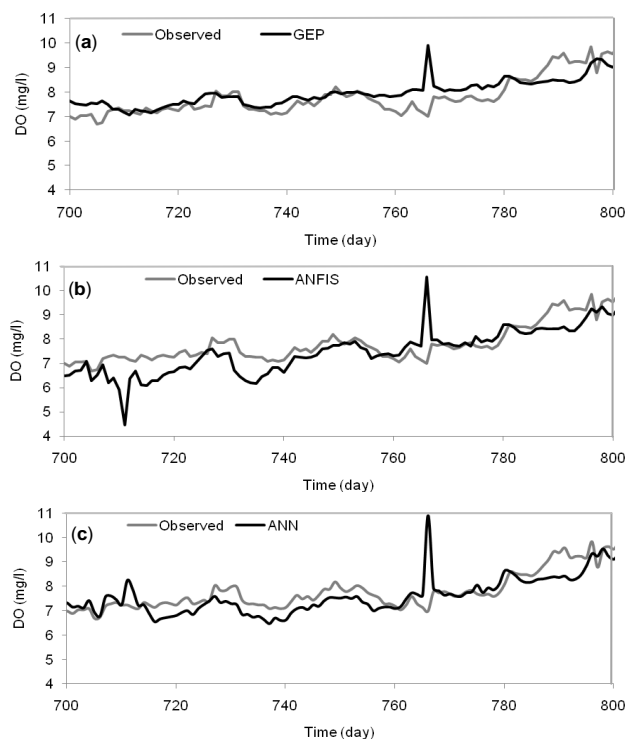 (a)
Observed GEP
DO (mg/l)
11
10
9
8
7
6
5
4
700 720 740 760 780 800
Time (day)
(b)
Observed ANFIS
DO (mg/l)
11
10
9
8
7
6
5
4
700 720 740 760 780 800
Time (day)
(c)
Observed ANN
DO (mg/l)
11
10
9
8
7
6
5
4
700 720 740 760 780 800
Time (day)